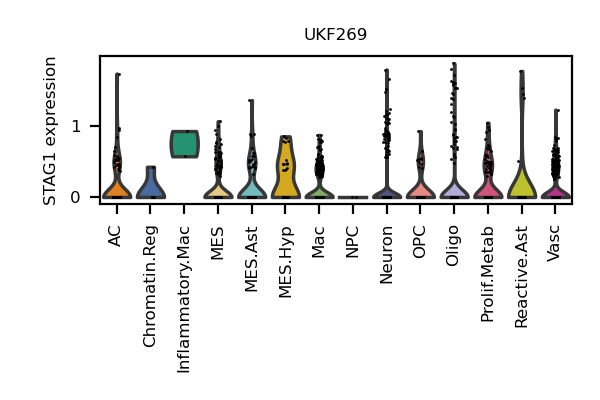 UKF269
STAG1 expression
1
0
AC
Chromatin.Reg
Inflammatory.Mac
MES
MES.Ast
MES.Hyp
Mac
NPC
Neuron
OPC
Oligo
Prolif.Metab
Reactive.Ast
Vasc